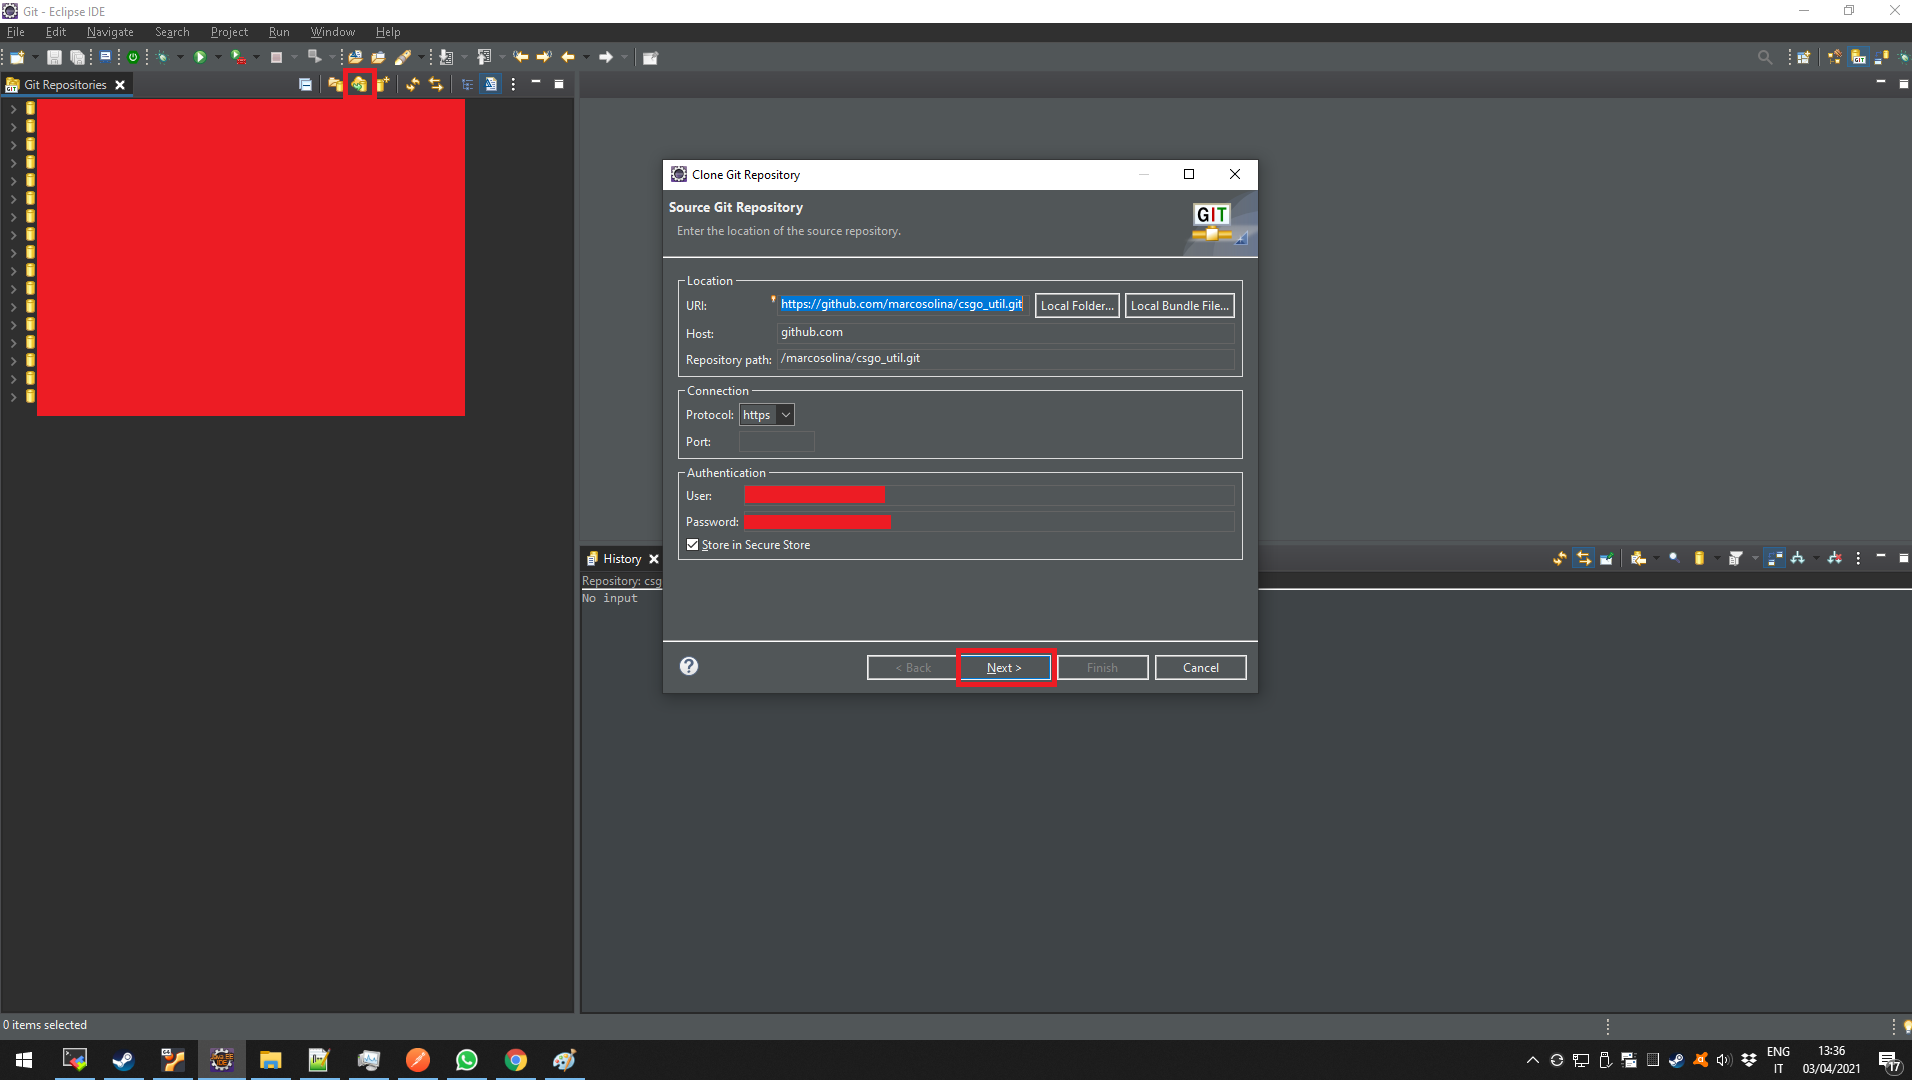 Git - Eclipse IDE
File Edit Navigate Search Project Run Window Help
Git Repositories
Clone Git Repository
Source Git Repository
Enter the location of the source repository.
GIT
Location
URI: https://github.com/marcosolina/csgo_util.git Local Folder... Local Bundle File...
Host: github.com
Repository path: /marcosolina/csgo_util.git
Connection
Protocol: https
Port:
Authentication
User:
Password:
Store in Secure Store
History
Repository: csg
No input
< Back Next > Finish Cancel
0 items selected
ENG
IT
13:36
03/04/2021
17